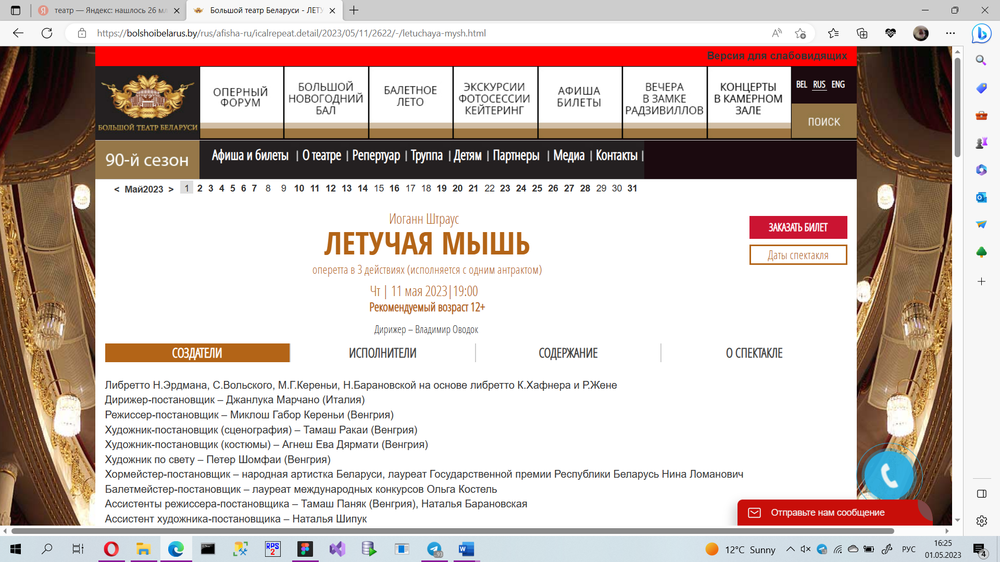 театр — Яндекс: нашлось 26 мл
Большой театр Беларуси - ЛЕТУ
https://bolshoibelarus.by/rus/afisha-ru/icalrepeat.detail/2023/05/11/2622/-/letuchaya-mysh.html
Версия для слабовидящих
БОЛЬШОЙ ТЕАТР БЕЛАРУСИ
ОПЕРНЫЙ
ФОРУМ
БОЛЬШОЙ
НОВОГОДНИЙ
БАЛ
БАЛЕТНОЕ
ЛЕТО
ЭКСКУРСИИ
ФОТОСЕССИИ
КЕЙТЕРИНГ
АФИША
БИЛЕТЫ
ВЕЧЕРА
В ЗАМКЕ
РАДЗИВИЛЛОВ
КОНЦЕРТЫ
В КАМЕРНОМ
ЗАЛЕ
BEL RUS ENG
ПОИСК
90-й сезон
Афиша и билеты | О театре | Репертуар | Труппа | Детям | Партнеры | Медиа | Контакты |
< Май2023 > 1 2 3 4 5 6 7 8 9 10 11 12 13 14 15 16 17 18 19 20 21 22 23 24 25 26 27 28 29 30 31
Иоганн Штраус
ЛЕТУЧАЯ МЫШЬ
оперетта в 3 действиях (исполняется с одним антрактом)
Чт | 11 мая 2023|19:00
Рекомендуемый возраст 12+
Дирижер – Владимир Оводок
ЗАКАЗАТЬ БИЛЕТ
Даты спектакля
СОЗДАТЕЛИ
ИСПОЛНИТЕЛИ
СОДЕРЖАНИЕ
О СПЕКТАКЛЕ
Либретто Н.Эрдмана, С.Вольского, М.Г.Кереньи, Н.Барановской на основе либретто К.Хафнера и Р.Жене
Дирижер-постановщик – Джанлука Марчано (Италия)
Режиссер-постановщик – Миклош Габор Кереньи (Венгрия)
Художник-постановщик (сценография) – Тамаш Ракаи (Венгрия)
Художник-постановщик (костюмы) – Агнеш Ева Дярмати (Венгрия)
Художник по свету – Петер Шомфаи (Венгрия)
Хормейстер-постановщик – народная артистка Беларуси, лауреат Государственной премии Республики Беларусь Нина Ломанович
Балетмейстер-постановщик – лауреат международных конкурсов Ольга Костель
Ассистенты режиссера-постановщика – Тамаш Паняк (Венгрия), Наталья Барановская
Ассистент художника-постановщика – Наталья Шипук
Отправьте нам сообщение
RPS
2
93
12°C Sunny
РУС
16:25
01.05.2023
4